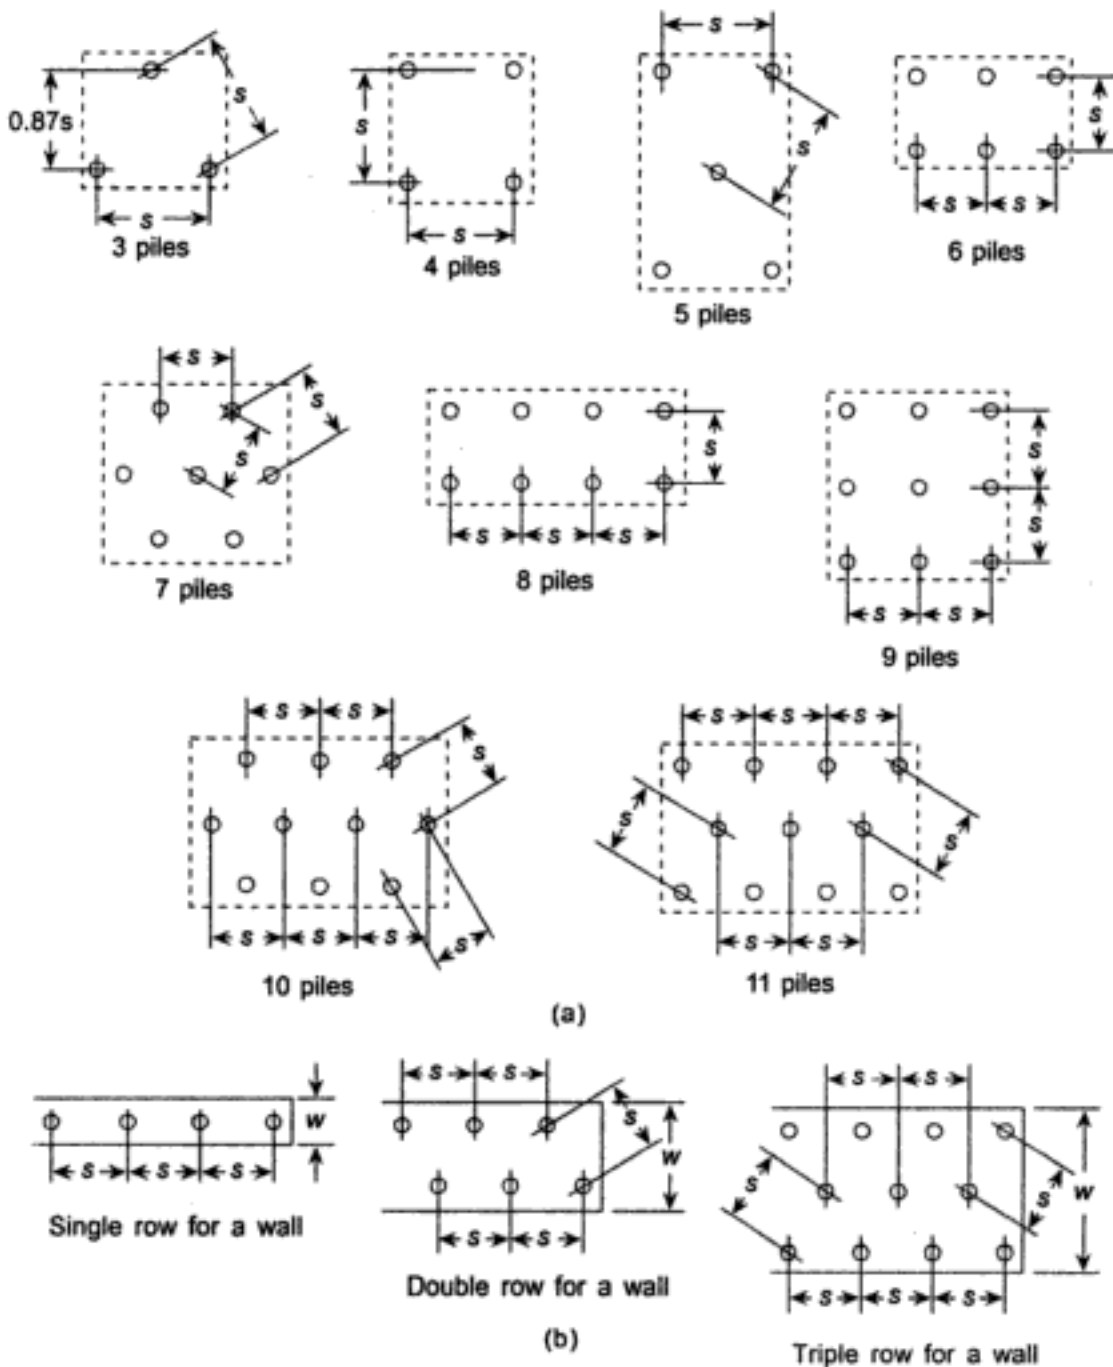 s
0.87s s s s s
s s
3 piles 4 piles 6 piles
5 piles
s s s
s s s
s s s
7 piles 8 piles s s
9 piles
s s s s s
s s s
s s s s s s
10 piles 11 piles
(a)
s s s s s
w w s s w
s s s s s
Single row for a wall
Double row for a wall s s s
(b)
Triple row for a wall